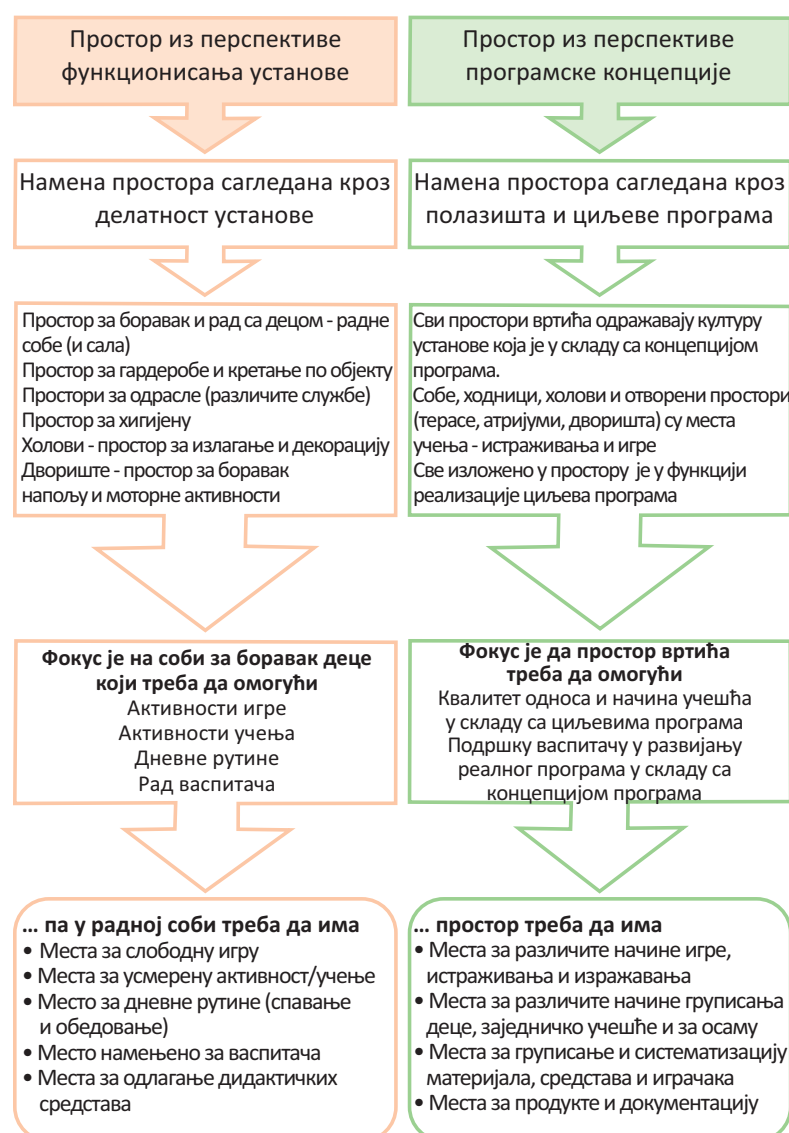 Простор из перспективе
функционисања установе
Намена простора сагледана кроз
делатност установе
Простор за боравак и рад са децом - радне
собе (и сала)
Простор за гардеробе и кретање по објекту
Простори за одрасле (различите службе)
Простор за хигијену
Холови - простор за излагање и декорацију
Двориште - простор за боравак
напољу и моторне активности
Фокус је на соби за боравак деце
који треба да омогући
Активности игре
Активности учења
Дневне рутине
Рад васпитача
... па у радној соби треба да има
• Места за слободну игру
• Места за усмерену активност/учење
• Место за дневне рутине (спавање
и обедовање)
• Место намењено за васпитача
• Места за одлагање дидактичких
средстава
Простор из перспективе
програмске концепције
Намена простора сагледана кроз
полазишта и циљеве програма
Сви простори вртића одражавају културу
установе која је у складу са концепцијом
програма.
Собе, ходници, холови и отворени простори
(терасе, атријуми, дворишта) су места
учења - истраживања и игре
Све изложено у простору је у функцији
реализације циљева програма
Фокус је да простор вртића
треба да омогући
Квалитет односа и начина учешћа
у складу са циљевима програма
Подршку васпитачу у развијању
реалног програма у складу са
концепцијом програма
... простор треба да има
• Места за различите начине игре,
истраживања и изражавања
• Места за различите начине груписања
деце, заједничко учешће и за осаму
• Места за груписање и систематизацију
материјала, средстава и играчака
• Места за продукте и документацију